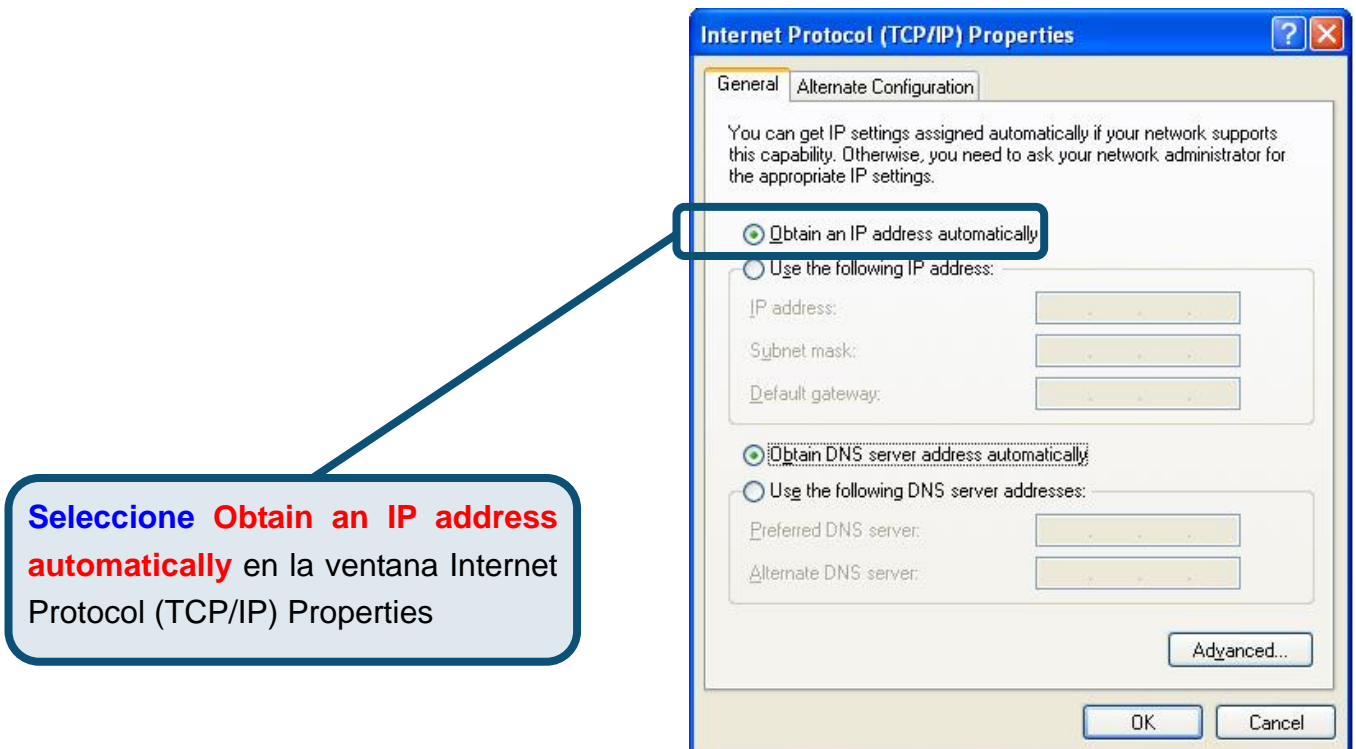 Internet Protocol (TCP/IP) Properties
General
Alternate Configuration
You can get IP settings assigned automatically if your network supports
this capability. Otherwise, you need to ask your network administrator for
the appropriate IP settings.
Obtain an IP address automatically
Use the following IP address:
IP address:
Subnet mask:
Default gateway:
Obtain DNS server address automatically
Use the following DNS server addresses:
Preferred DNS server:
Alternate DNS server:
Advanced...
OK
Cancel
Seleccione Obtain an IP address
automatically en la ventana Internet
Protocol (TCP/IP) Properties